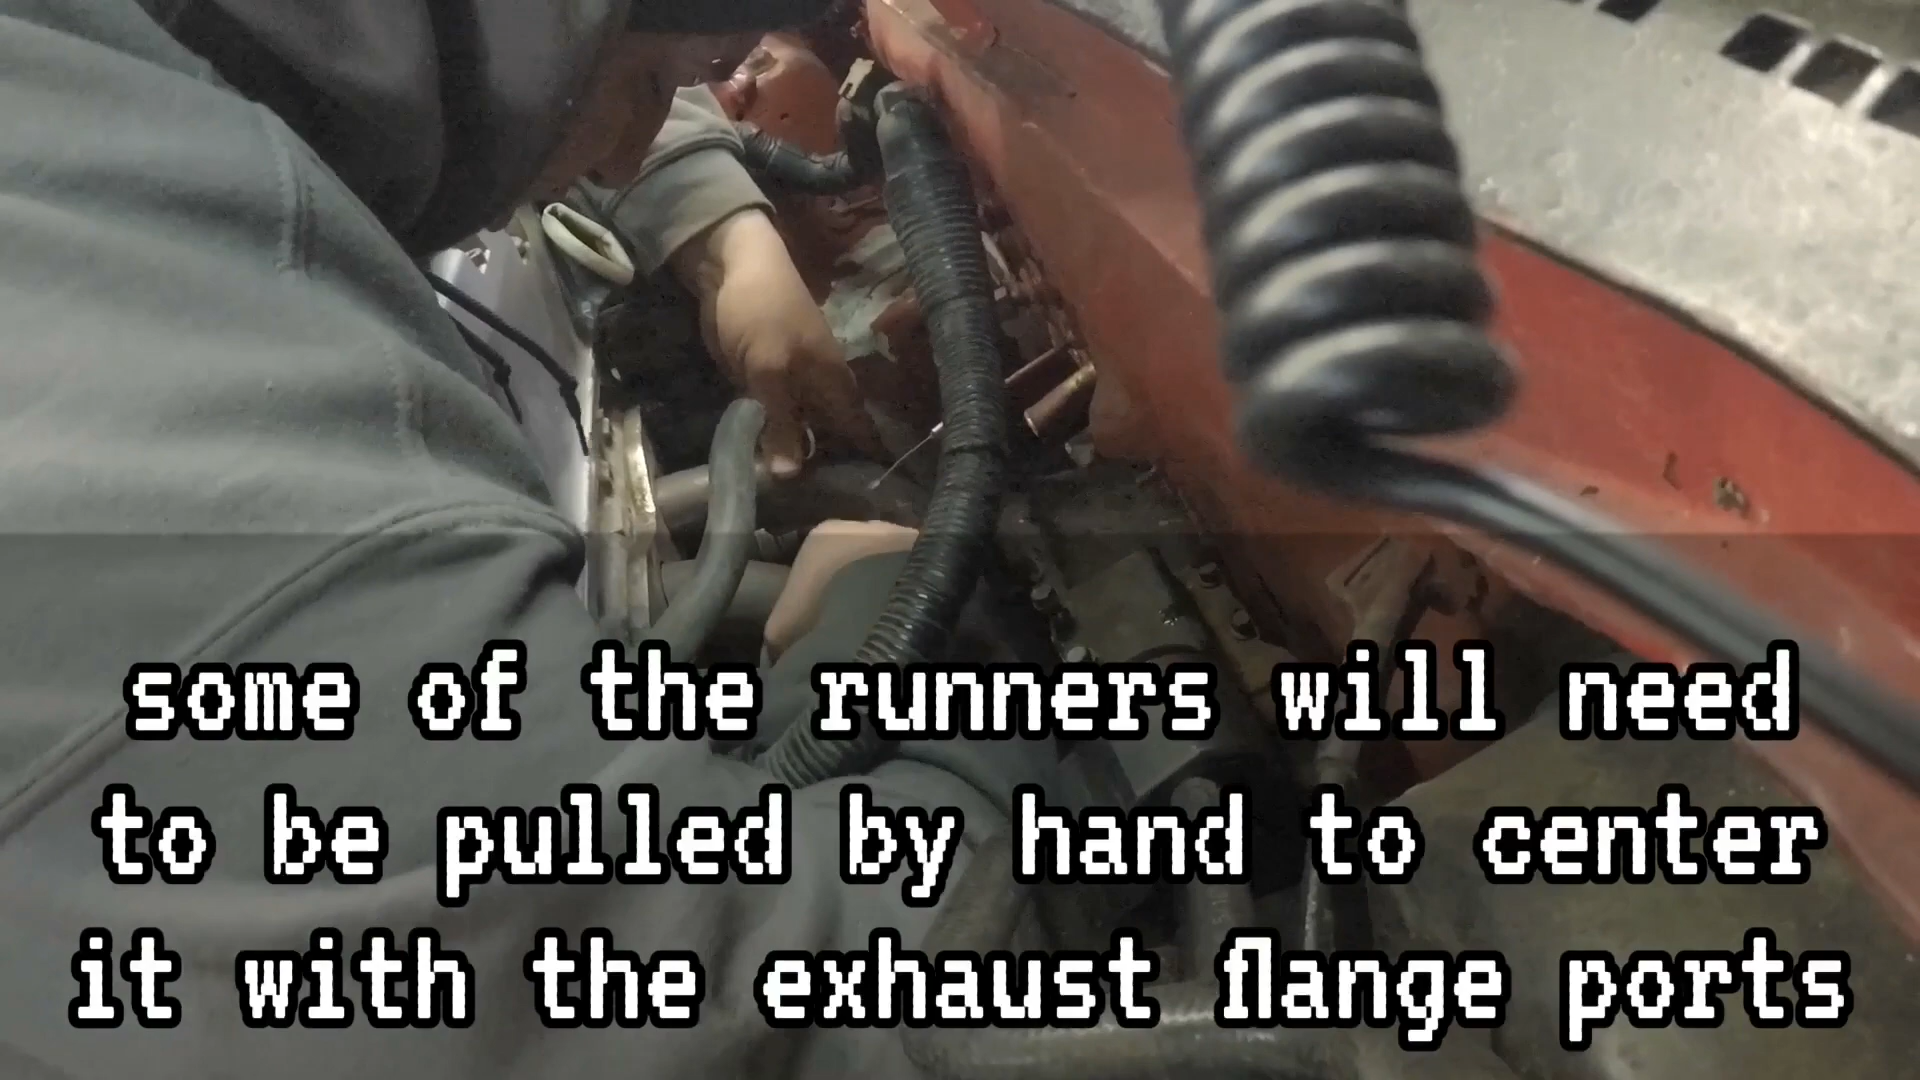 some of the runners will need
to be pulled by hand to center
it with the exhaust flange ports